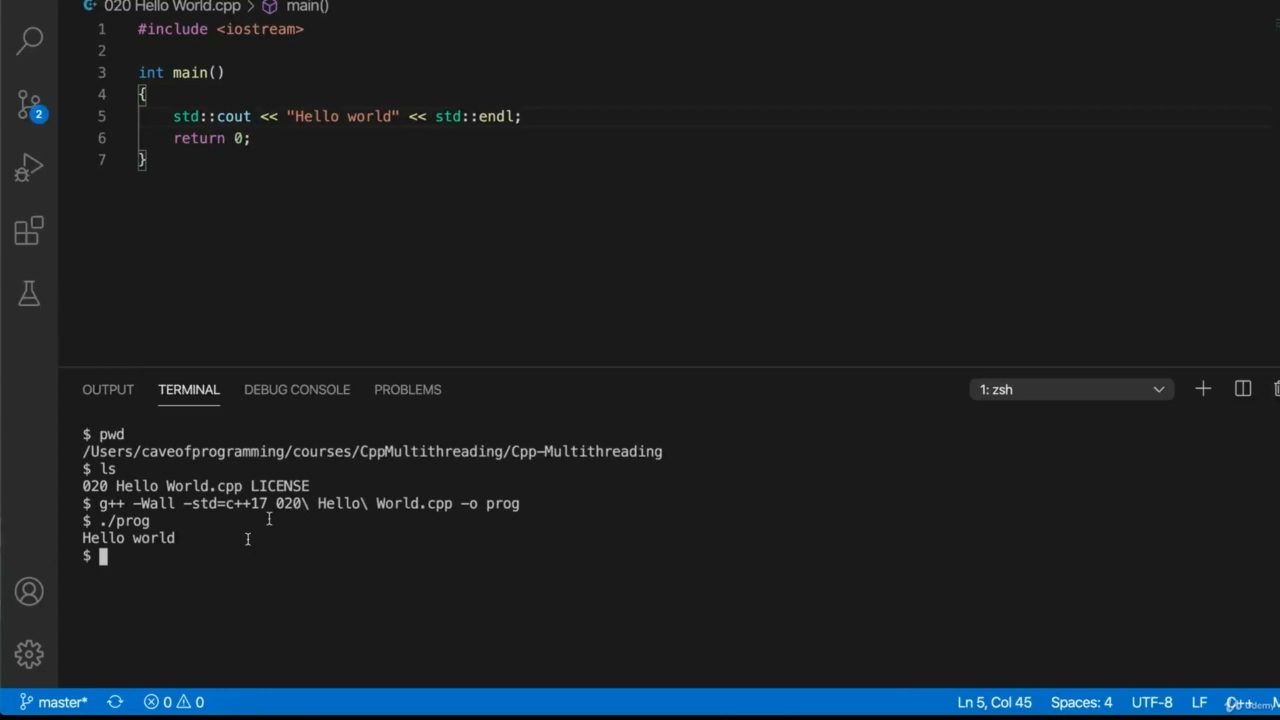 020 Hello World.cpp > main()
1 #include <iostream>
2
3 int main()
4 {
5 std::cout << "Hello world" << std::endl;
6 return 0;
7 }
2
OUTPUT TERMINAL DEBUG CONSOLE PROBLEMS 1: zsh
$ pwd
/Users/caveofprogramming/courses/CppMultithreading/Cpp-Multithreading
$ ls
020 Hello World.cpp LICENSE
$ g++ -Wall -std=c++17 020\ Hello\ World.cpp -o prog
$ ./prog
Hello world
$
master* 0 0 Ln 5, Col 45 Spaces: 4 UTF-8 LF C++
Udemy